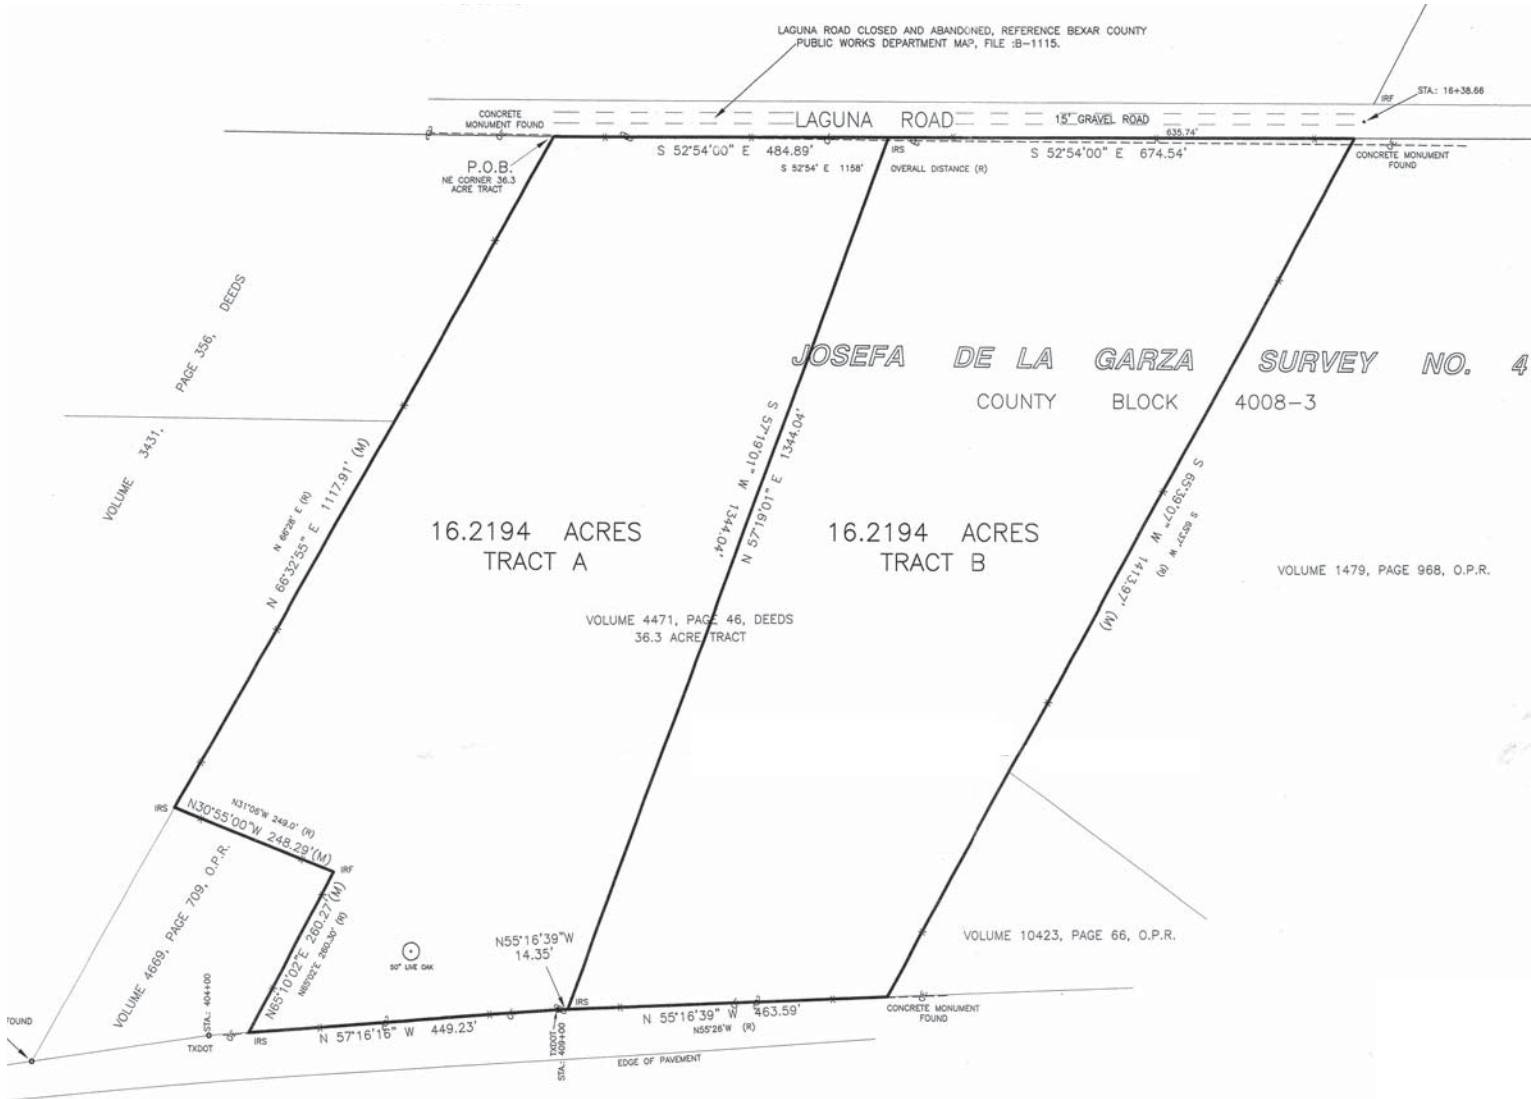 LAGUNA ROAD CLOSED AND ABANDONED, REFERENCE BEXAR COUNTY
PUBLIC WORKS DEPARTMENT MAP, FILE :B-1115.
IRF
STA.: 16+38.66
CONCRETE
MONUMENT FOUND
LAGUNA ROAD
15' GRAVEL ROAD
635.74'
S 52°54'00" E 484.89'
IRS
S 52°54'00" E 674.54'
CONCRETE MONUMENT
FOUND
P.O.B.
NE CORNER 36.3
ACRE TRACT
S 52°54' E 1158'
OVERALL DISTANCE (R)
PAGE 356, DEEDS
VOLUME 3431,
JOSEFA DE LA GARZA SURVEY NO. 4
COUNTY BLOCK 4008-3
N 66°28' E (R)
N 66°32'55" E 1117.91' (M)
S 57°19'01" W 1344.04'
N 57°19'01" E 1344.04'
S 65°39'07" W 1413.97' (M)
S 65°37' W (R)
16.2194 ACRES
TRACT A
16.2194 ACRES
TRACT B
VOLUME 1479, PAGE 968, O.P.R.
VOLUME 4471, PAGE 46, DEEDS
36.3 ACRE TRACT
IRS
N31°06'W 249.0' (R)
N30°55'00"W 248.29'(M)
IRF
VOLUME 4669, PAGE 709, O.P.R.
N65°10'02"E 260.27'(M)
N65°02'E 260.30' (R)
50" LIVE OAK
N55°16'39"W
14.35'
VOLUME 10423, PAGE 66, O.P.R.
STA.: 404+00
TXDOT
IRS
N 57°16'16" W 449.23'
IRS
TXDOT
STA.: 409+00
N 55°16'39" W 463.59'
N55°26'W (R)
CONCRETE MONUMENT
FOUND
FOUND
EDGE OF PAVEMENT